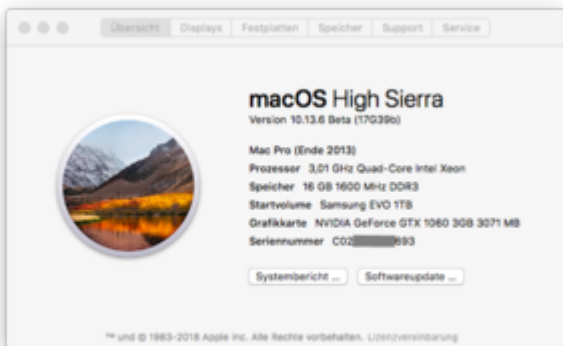 Übersicht Displays Festplatten Speicher Support Service
macOS High Sierra
Version 10.13.6 Beta (17G39b)
Mac Pro (Ende 2013)
Prozessor 3,01 GHz Quad-Core Intel Xeon
Speicher 16 GB 1600 MHz DDR3
Startvolume Samsung EVO 1TB
Grafikkarte NVIDIA GeForce GTX 1060 3GB 3071 MB
Seriennummer C02 693
Systembericht ... Softwareupdate ...
™ und © 1983-2018 Apple Inc. Alle Rechte vorbehalten. Lizenzvereinbarung